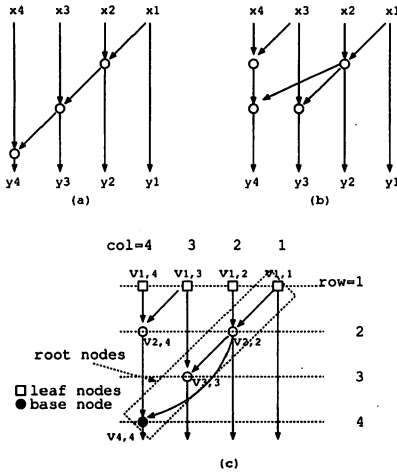 x4 x3 x2 x1
y4 y3 y2 y1
(a)
x4 x3 x2 x1
y4 y3 y2 y1
(b)
col=4 3 2 1
V1,4 V1,3 V1,2 V1,1
row=1
V2,4 V2,2 2
root nodes
V3,3 3
leaf nodes
base node
4
V4,4
(c)